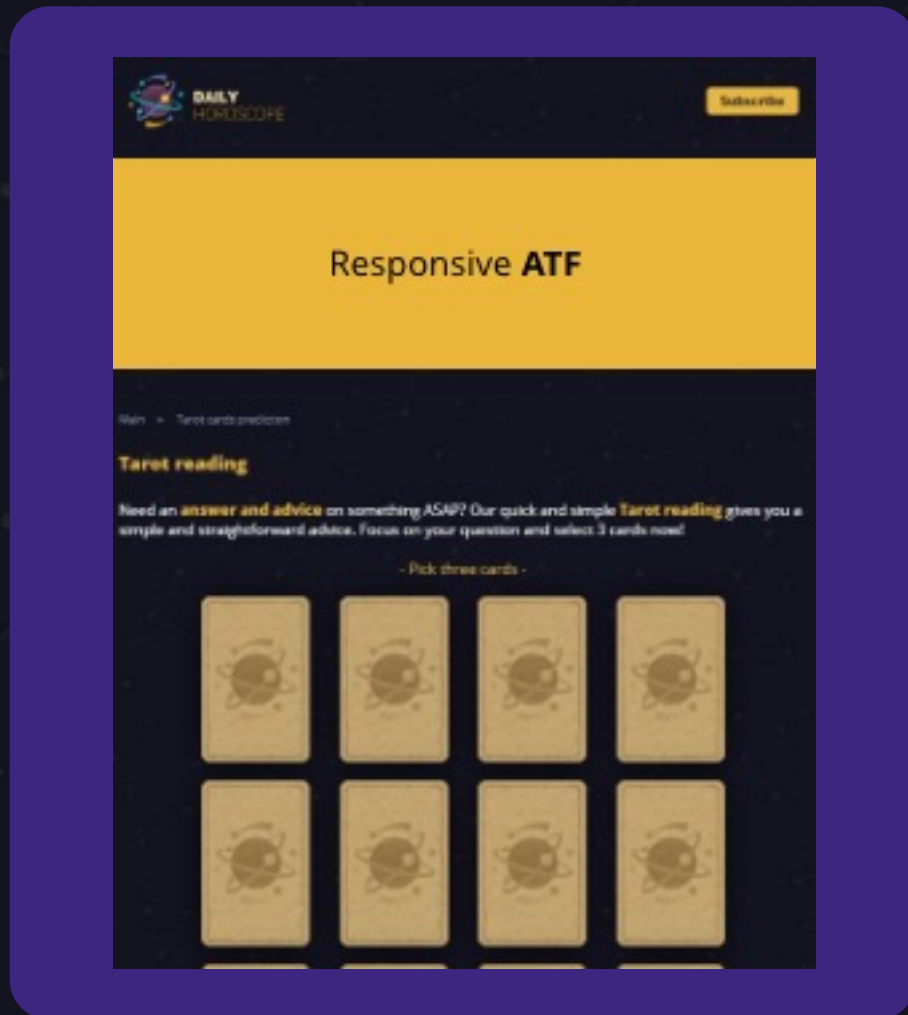 DAILY
HOROSCOPE
Subscribe
Responsive ATF
Main » Tarot cards prediction
Tarot reading
Need an answer and advice on something ASAP? Our quick and simple Tarot reading gives you a
simple and straightforward advice. Focus on your question and select 3 cards now!
- Pick three cards -